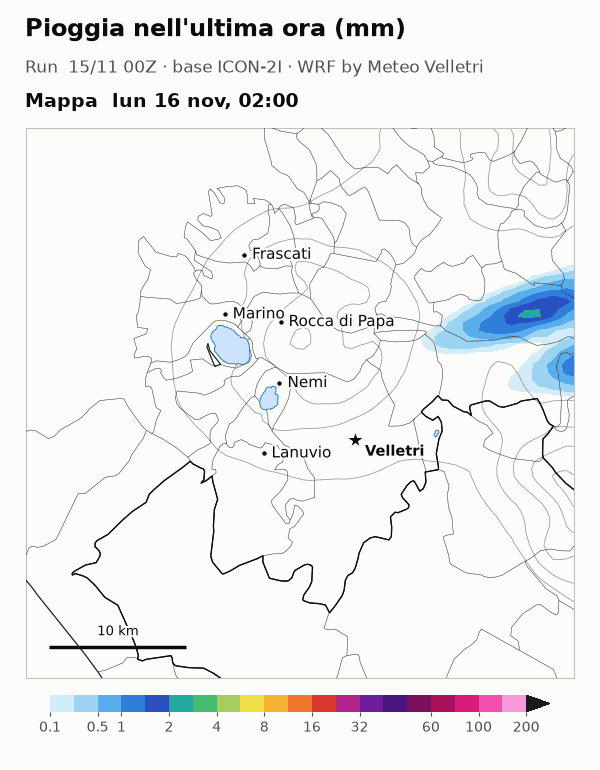 Pioggia nell'ultima ora (mm)
Run  15/11 00Z · base ICON-2I · WRF by Meteo Velletri
Mappa  lun 16 nov, 02:00
Frascati
Marino
Rocca di Papa
Nemi
Velletri
Lanuvio
10 km
0.1 0.5 1 2 4 8 16 32 60 100 200